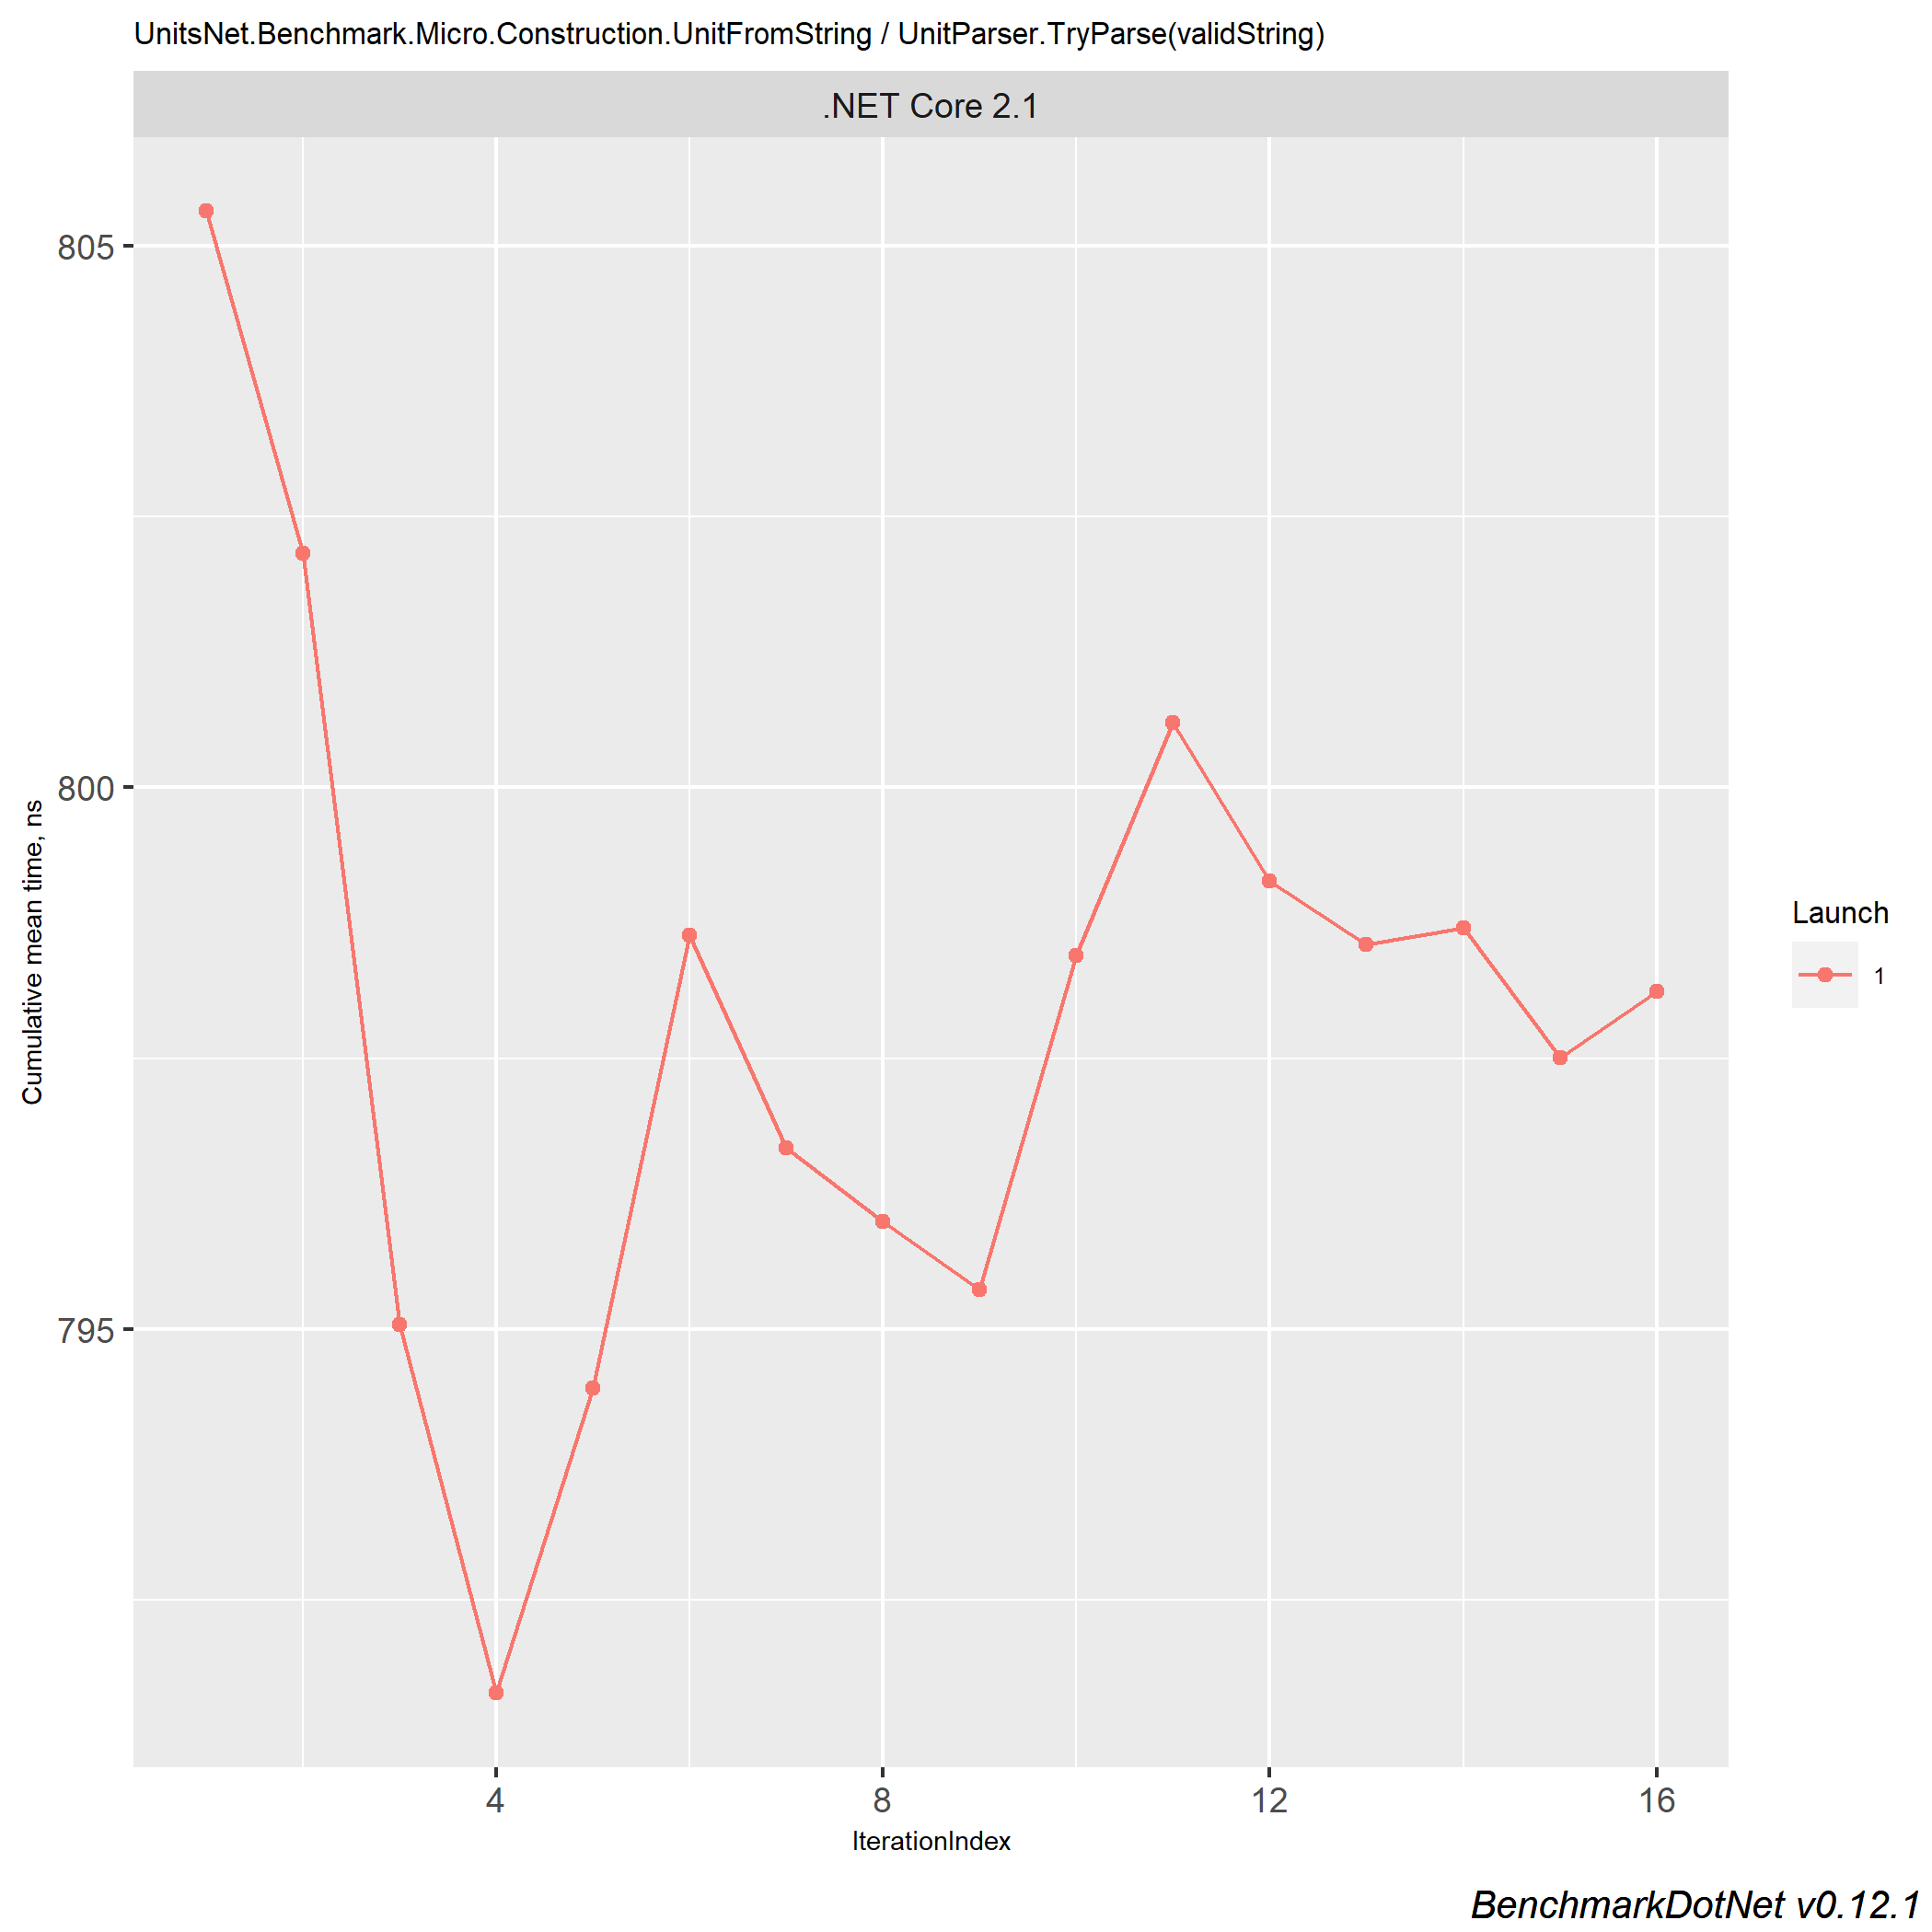 UnitsNet.Benchmark.Micro.Construction.UnitFromString / UnitParser.TryParse(validString)
.NET Core 2.1
805
800
795
Cumulative mean time, ns
4 8 12 16
IterationIndex
Launch
1
BenchmarkDotNet v0.12.1